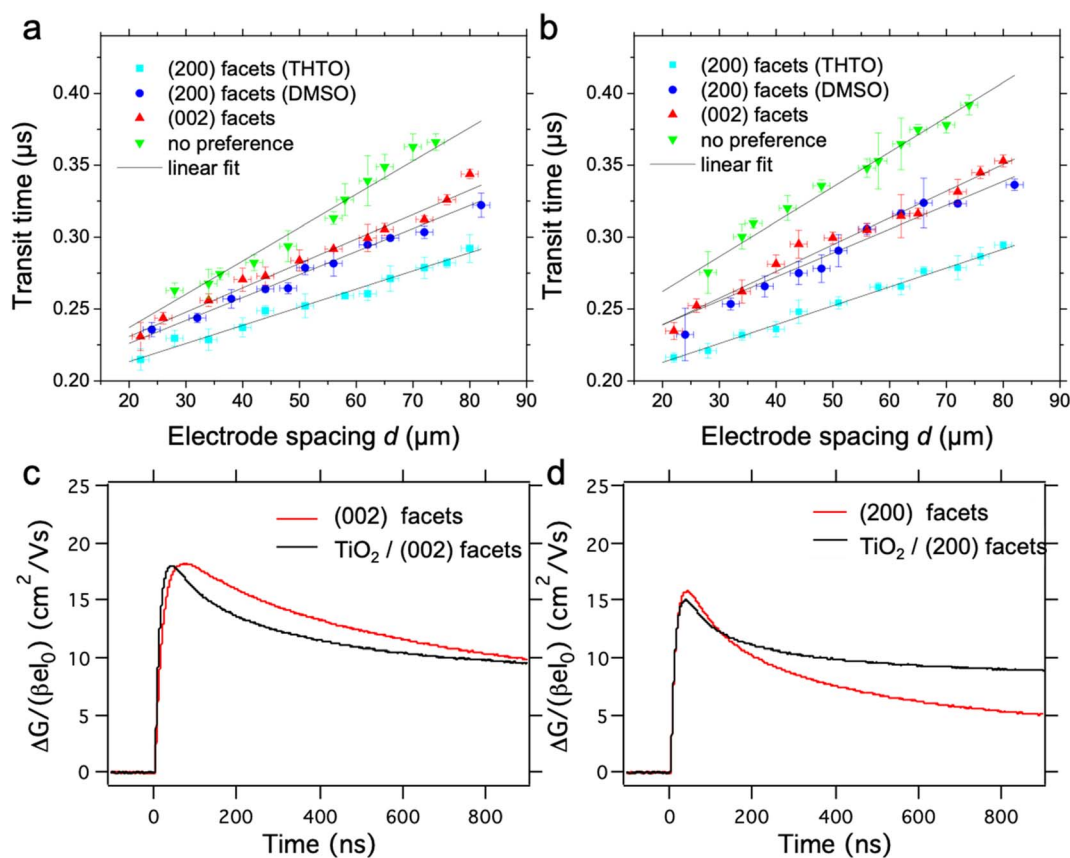 a
(200) facets (THTO)
(200) facets (DMSO)
(002) facets
no preference
linear fit
Transit time (µs)
0.40
0.35
0.30
0.25
0.20
20 30 40 50 60 70 80 90
Electrode spacing d (µm)
b
(200) facets (THTO)
(200) facets (DMSO)
(002) facets
no preference
linear fit
Transit time (µs)
0.40
0.35
0.30
0.25
0.20
20 30 40 50 60 70 80 90
Electrode spacing d (µm)
c
(002) facets
TiO₂ / (002) facets
ΔG/(βeI₀) (cm²/Vs)
25
20
15
10
5
0
0 200 400 600 800
Time (ns)
d
(200) facets
TiO₂ / (200) facets
ΔG/(βeI₀) (cm²/Vs)
25
20
15
10
5
0
0 200 400 600 800
Time (ns)